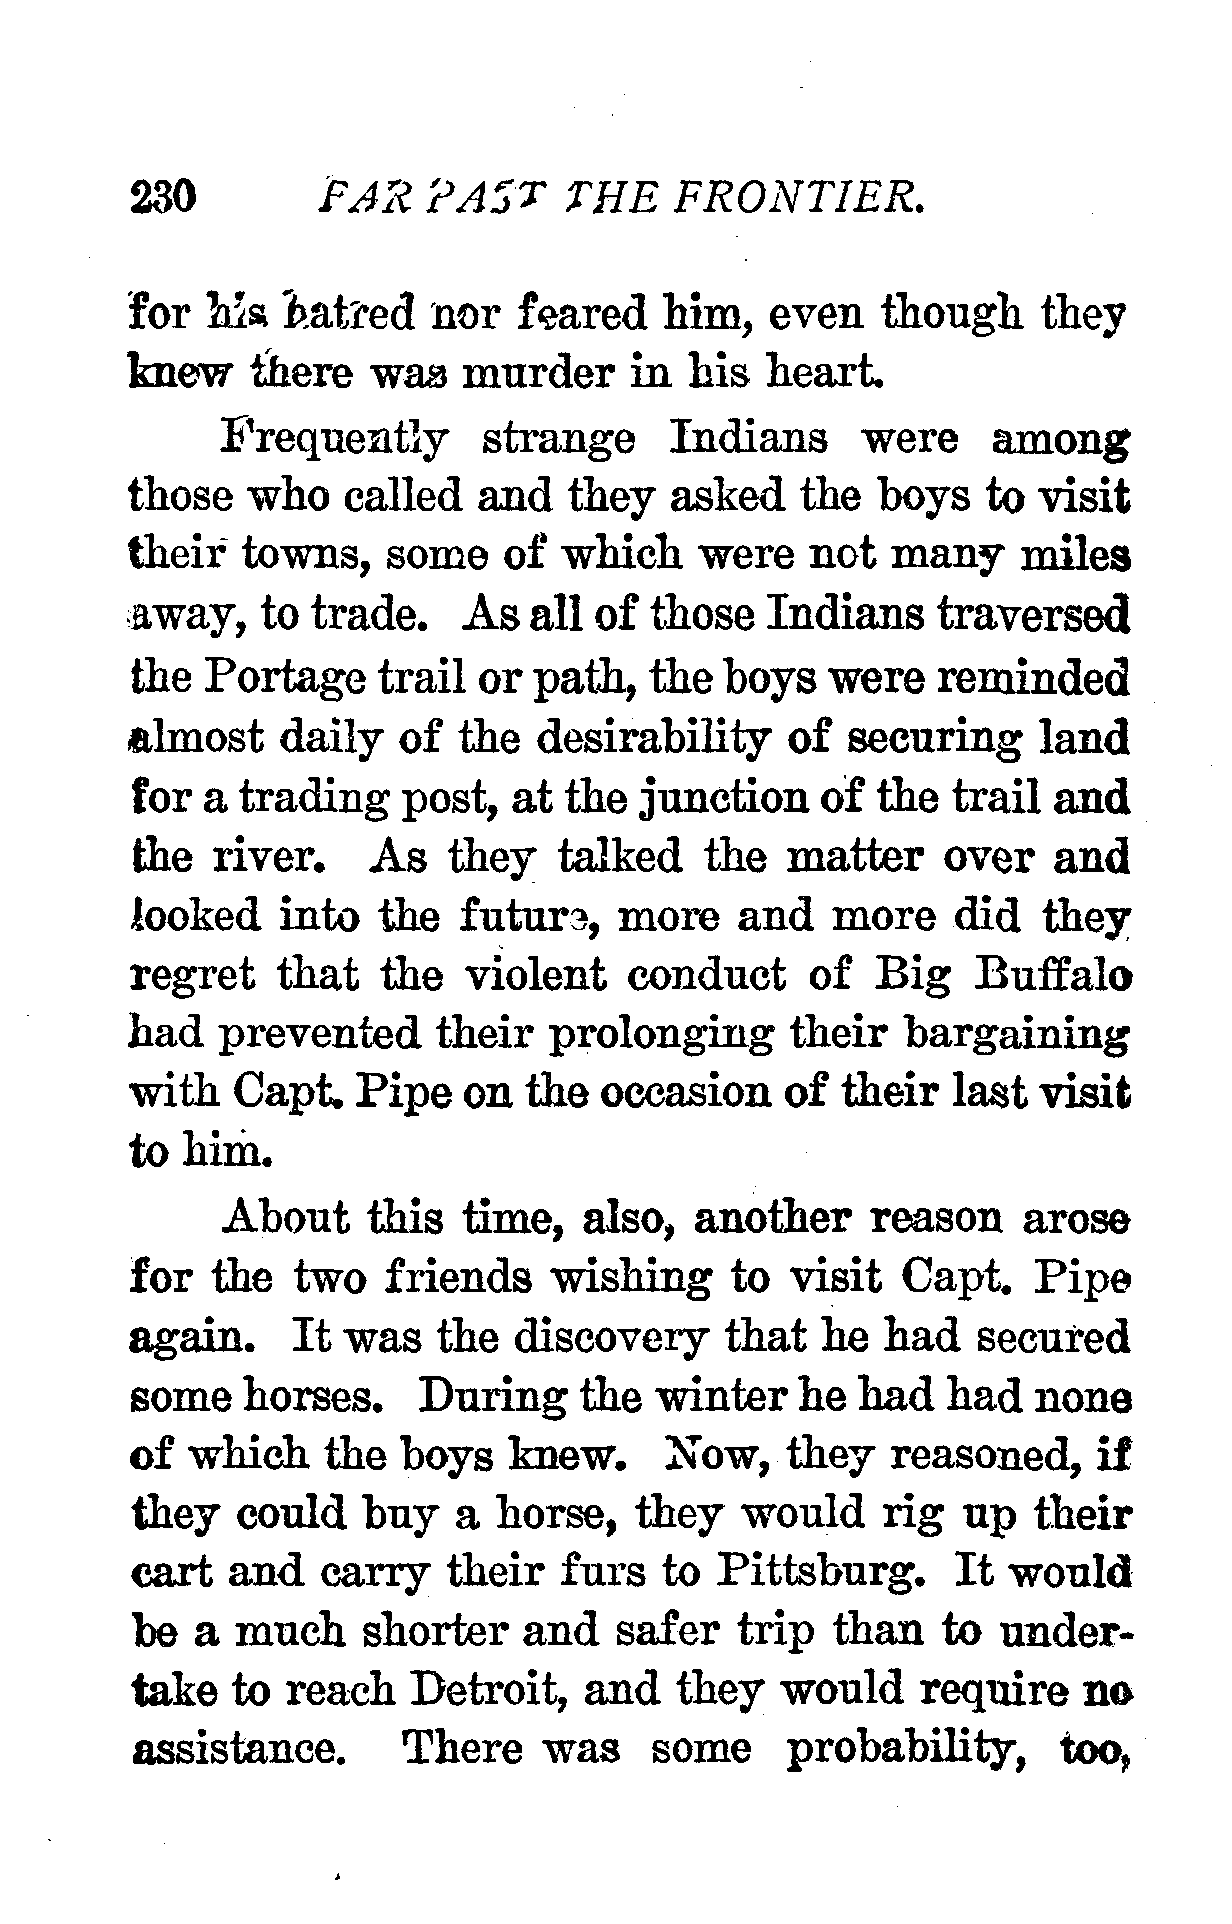 230 FAR PAST THE FRONTIER.
for his hatred nor feared him, even though they
knew there was murder in his heart.
Frequently strange Indians were among
those who called and they asked the boys to visit
their towns, some of which were not many miles
away, to trade. As all of those Indians traversed
the Portage trail or path, the boys were reminded
almost daily of the desirability of securing land
for a trading post, at the junction of the trail and
the river. As they talked the matter over and
looked into the future, more and more did they
regret that the violent conduct of Big Buffalo
had prevented their prolonging their bargaining
with Capt. Pipe on the occasion of their last visit
to him.
About this time, also, another reason arose
for the two friends wishing to visit Capt. Pipe
again. It was the discovery that he had secured
some horses. During the winter he had had none
of which the boys knew. Now, they reasoned, if
they could buy a horse, they would rig up their
cart and carry their furs to Pittsburg. It would
be a much shorter and safer trip than to under-
take to reach Detroit, and they would require no
assistance. There was some probability, too,